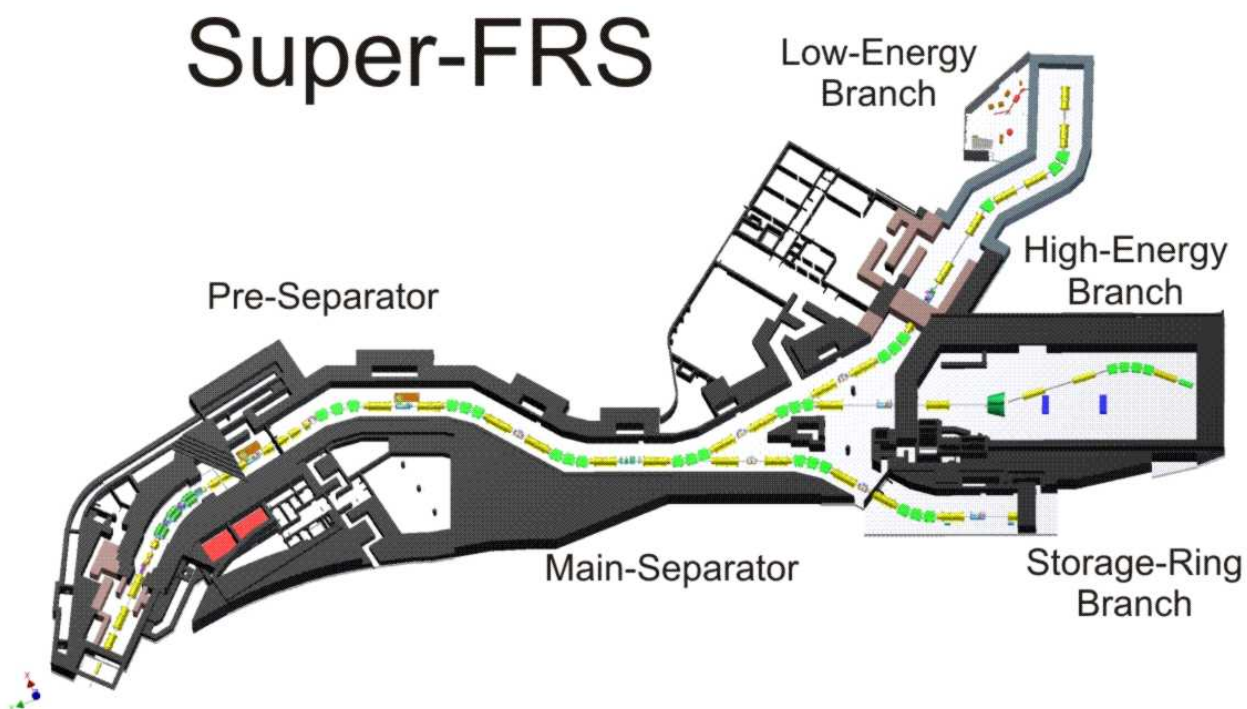 Super-FRS
Low-Energy
Branch
High-Energy
Branch
Pre-Separator
Main-Separator
Storage-Ring
Branch